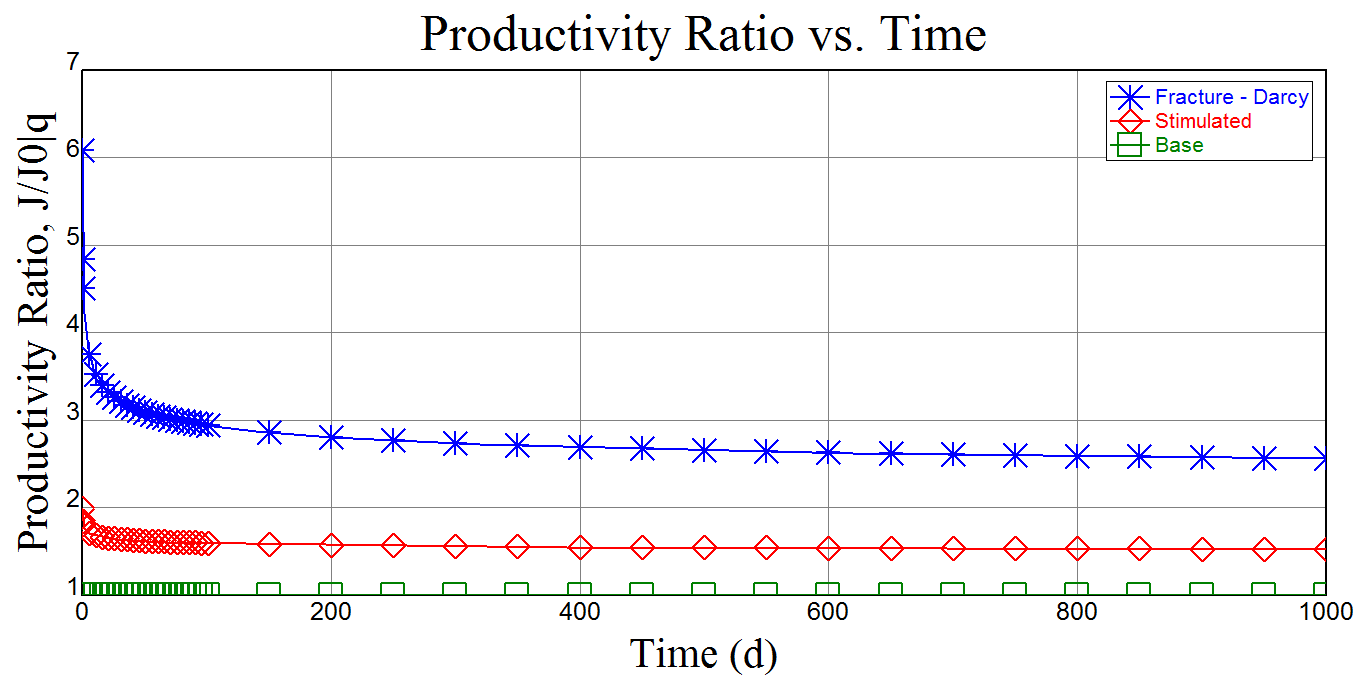 Productivity Ratio vs. Time
Productivity Ratio, J/J0|q
7
6
5
4
3
2
1
Fracture - Darcy
Stimulated
Base
0 200 400 600 800 1000
Time (d)